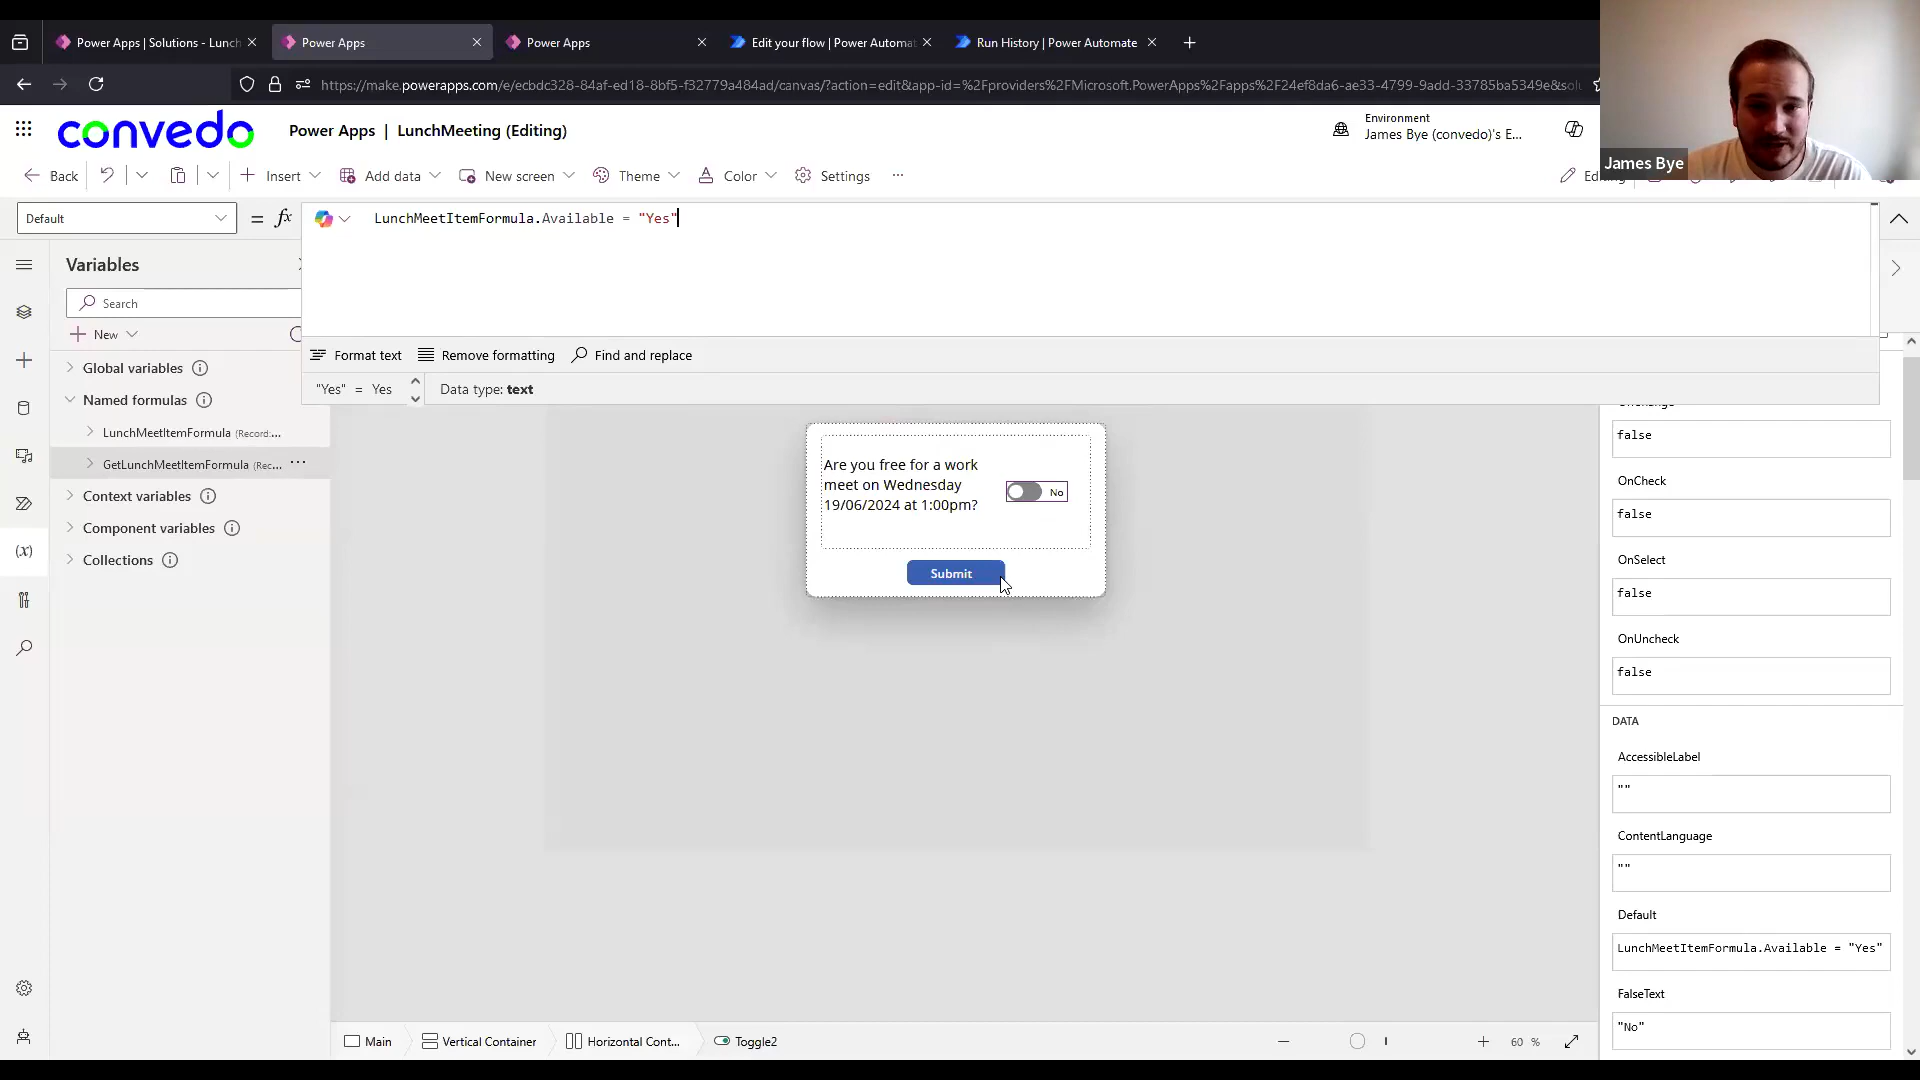 Power Apps | Solutions - Lunch
Power Apps
Power Apps
Edit your flow | Power Automat
Run History | Power Automate
https://make.powerapps.com/e/ecbdc328-84af-ed18-8bf5-f32779a484ad/canvas/?action=edit&app-id=%2Fproviders%2FMicrosoft.PowerApps%2Fapps%2F24ef8da6-ae33-4799-9add-33785ba5349e&solu
convedo
Power Apps | LunchMeeting (Editing)
Environment
James Bye (convedo)'s E...
James Bye
Back
Insert
Add data
New screen
Theme
Color
Settings
...
Default
= fx
LunchMeetItemFormula.Available = "Yes"
Variables
Search
New
Format text
Remove formatting
Find and replace
"Yes" = Yes
Data type: text
Global variables
Named formulas
LunchMeetItemFormula (Record:...
GetLunchMeetItemFormula (Rec...
...
Context variables
Component variables
Collections
(x)
Are you free for a work
meet on Wednesday
19/06/2024 at 1:00pm?
No
Submit
false
OnCheck
false
OnSelect
false
OnUncheck
false
DATA
AccessibleLabel
""
ContentLanguage
""
Default
LunchMeetItemFormula.Available = "Yes"
FalseText
"No"
Main
Vertical Container
Horizontal Cont...
Toggle2
60 %